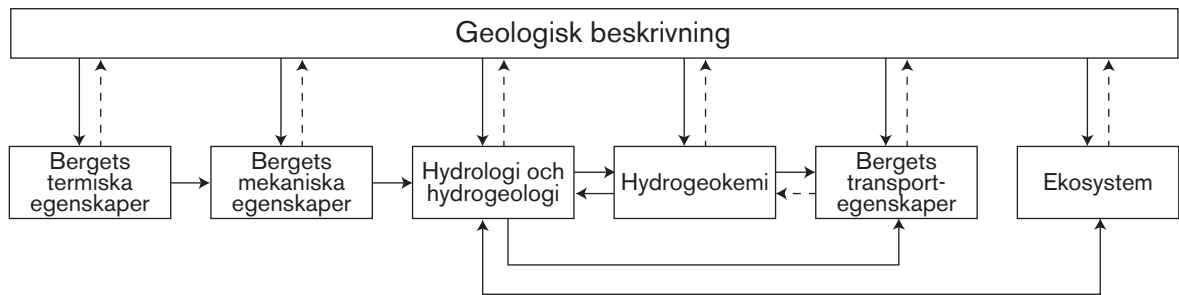 Geologisk beskrivning
Bergets
termiska
egenskaper
Bergets
mekaniska
egenskaper
Hydrologi och
hydrogeologi
Hydrogeokemi
Bergets
transport-
egenskaper
Ekosystem